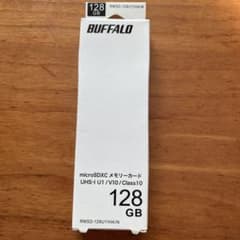 128
GB
BUFFALO
microSDXC メモリーカード
UHS-I U1 / V10 / Class10
128
GB